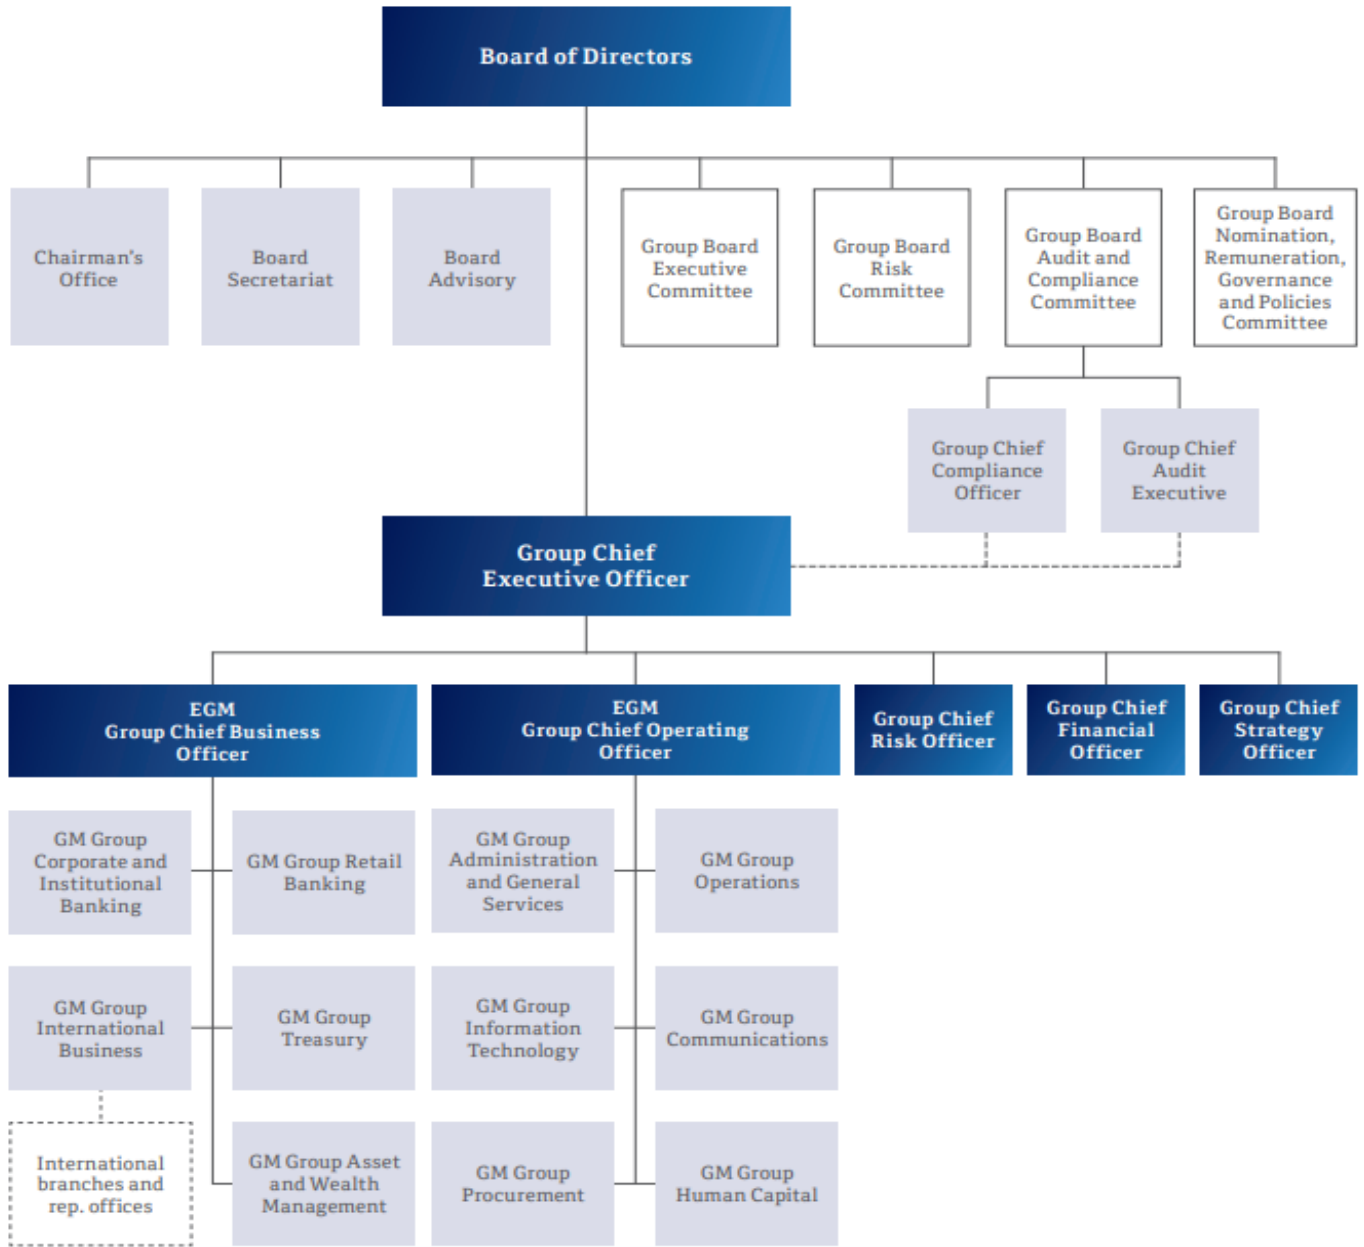 Board of Directors
Chairman's
Office
Board
Secretariat
Board
Advisory
Group Board
Executive
Committee
Group Board
Risk
Committee
Group Board
Audit and
Compliance
Committee
Group Board
Nomination,
Remuneration,
Governance
and Policies
Committee
Group Chief
Compliance
Officer
Group Chief
Audit
Executive
Group Chief
Executive Officer
EGM
Group Chief Business
Officer
EGM
Group Chief Operating
Officer
Group Chief
Risk Officer
Group Chief
Financial
Officer
Group Chief
Strategy
Officer
GM Group
Corporate and
Institutional
Banking
GM Group Retail
Banking
GM Group
Administration
and General
Services
GM Group
Operations
GM Group
International
Business
GM Group
Treasury
GM Group
Information
Technology
GM Group
Communications
International
branches and
rep. offices
GM Group Asset
and Wealth
Management
GM Group
Procurement
GM Group
Human Capital